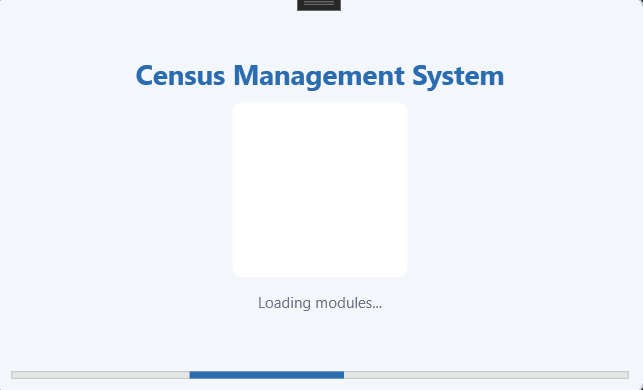 Census Management System
Loading modules...